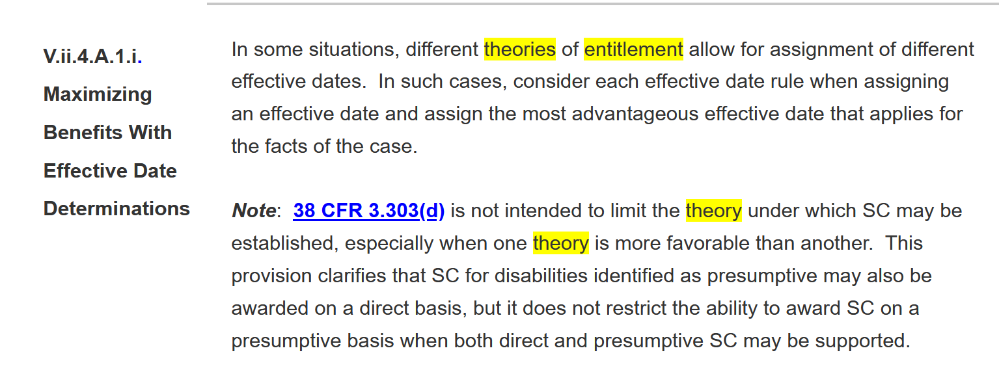 V.ii.4.A.1.i.
Maximizing
Benefits With
Effective Date
Determinations
In some situations, different theories of entitlement allow for assignment of different
effective dates.  In such cases, consider each effective date rule when assigning
an effective date and assign the most advantageous effective date that applies for
the facts of the case.
Note:  38 CFR 3.303(d) is not intended to limit the theory under which SC may be
established, especially when one theory is more favorable than another.  This
provision clarifies that SC for disabilities identified as presumptive may also be
awarded on a direct basis, but it does not restrict the ability to award SC on a
presumptive basis when both direct and presumptive SC may be supported.